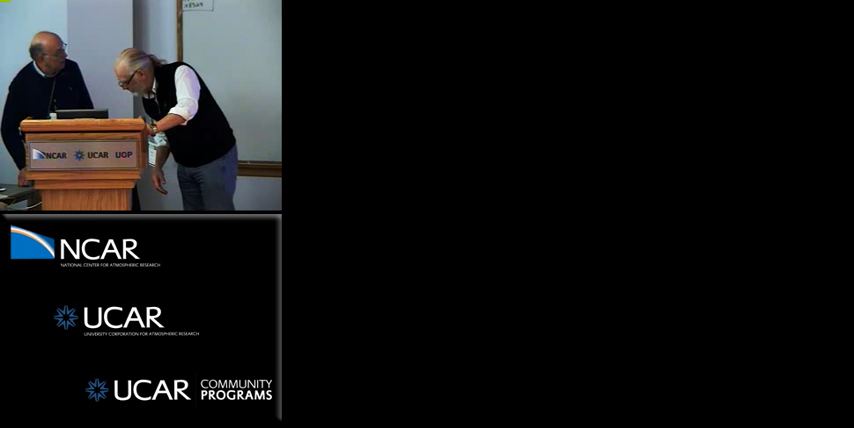 NCAR UCAR UOP
NCAR
NATIONAL CENTER FOR ATMOSPHERIC RESEARCH
UCAR
UNIVERSITY CORPORATION FOR ATMOSPHERIC RESEARCH
UCAR COMMUNITY PROGRAMS